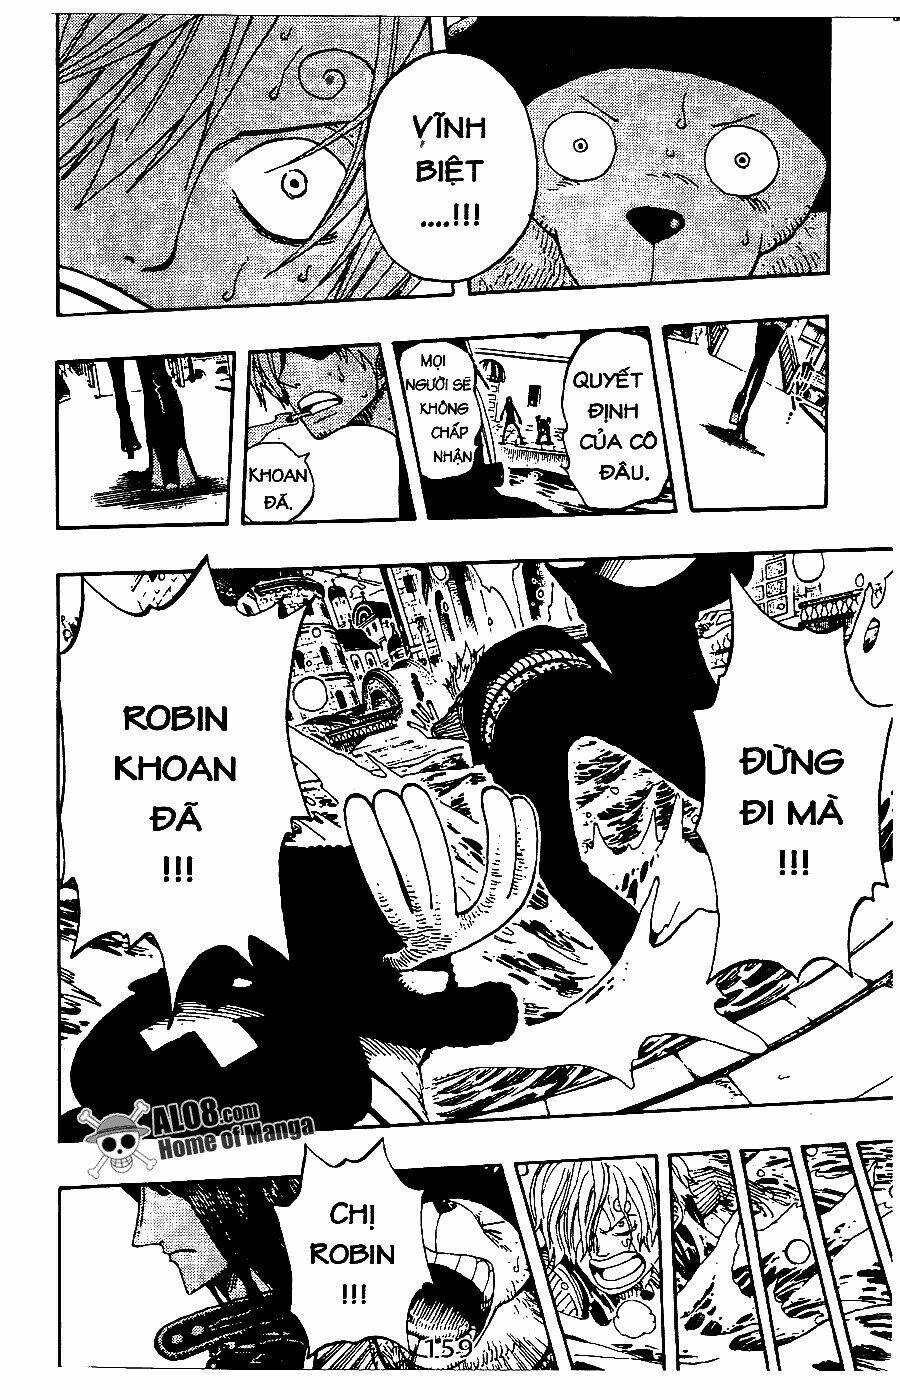 VĨNH
BIỆT
....!!!
KHOAN
ĐÃ.
MỌI
NGƯỜI SẼ
KHÔNG
CHẤP
NHẬN
QUYẾT
ĐỊNH
CỦA CÔ
ĐÂU.
ROBIN
KHOAN
ĐÃ
!!!
ĐỪNG
ĐI MÀ
!!!
AL08.com
Home of Manga
CHỊ
ROBIN
!!!
159